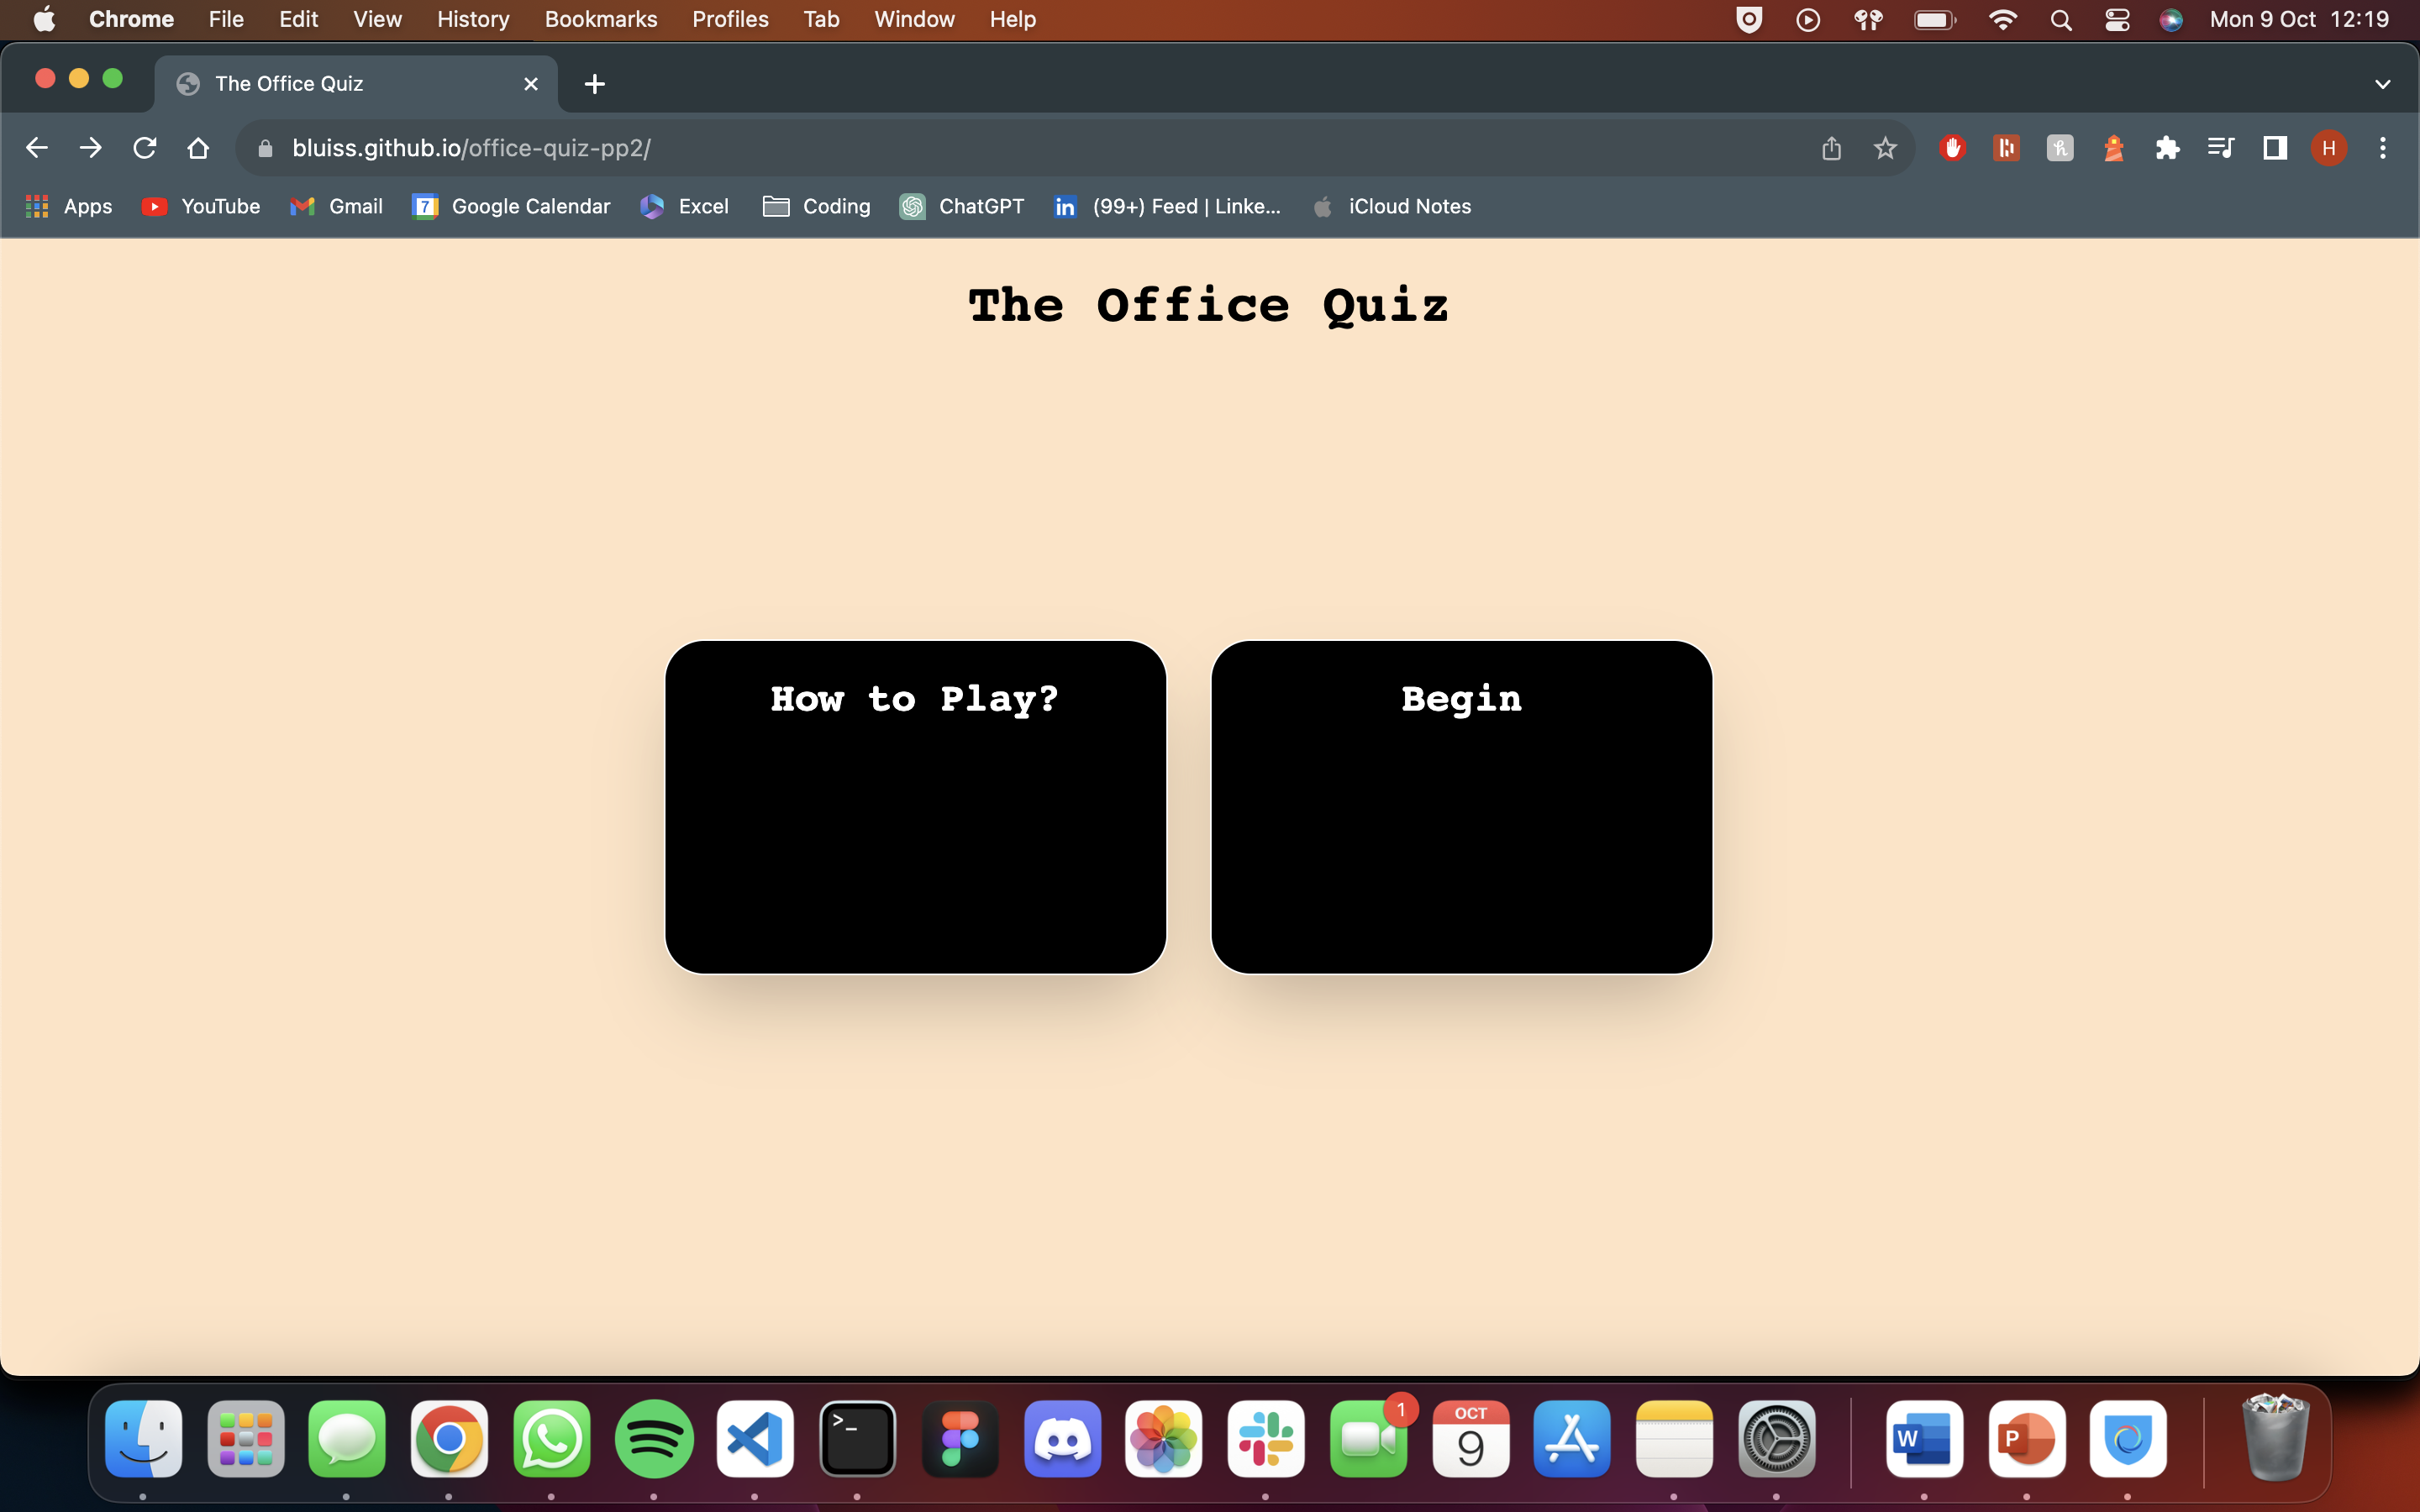 Chrome File Edit View History Bookmarks Profiles Tab Window Help Mon 9 Oct 12:19
The Office Quiz
bluiss.github.io/office-quiz-pp2/ H
Apps YouTube Gmail 7 Google Calendar Excel Coding ChatGPT in (99+) Feed | Linke... iCloud Notes
The Office Quiz
How to Play? Begin
>_ 1 OCT 9 W P